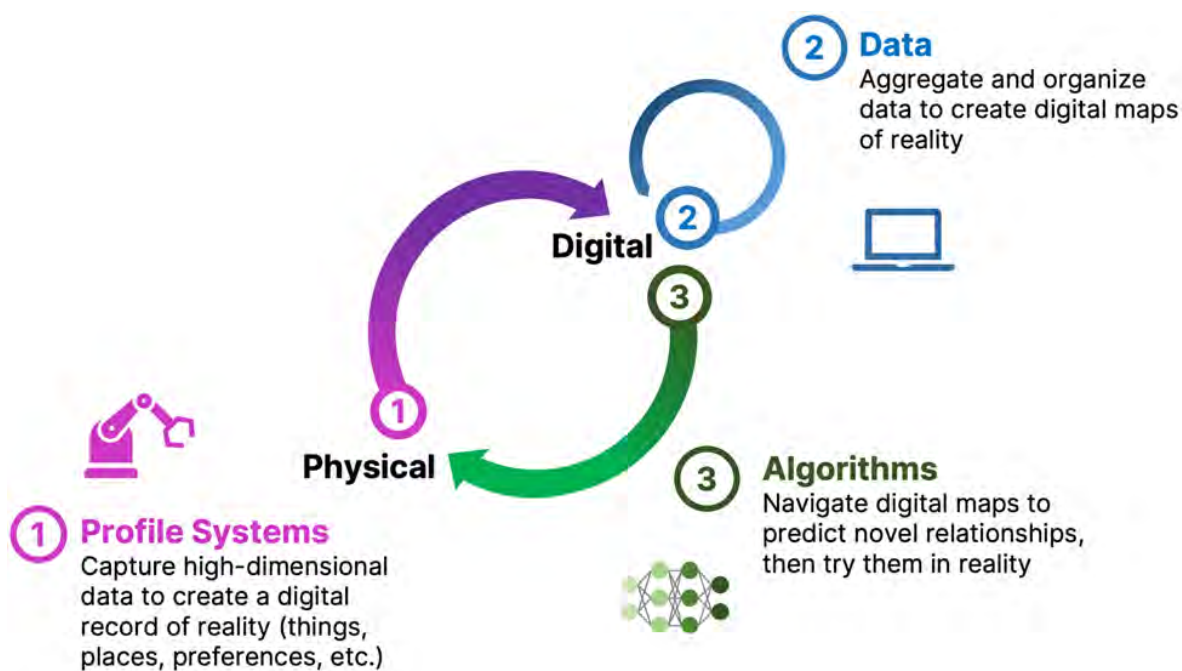 2 Data
Aggregate and organize
data to create digital maps
of reality
2
Digital
3
1
Physical
1 Profile Systems
Capture high-dimensional
data to create a digital
record of reality (things,
places, preferences, etc.)
3 Algorithms
Navigate digital maps to
predict novel relationships,
then try them in reality